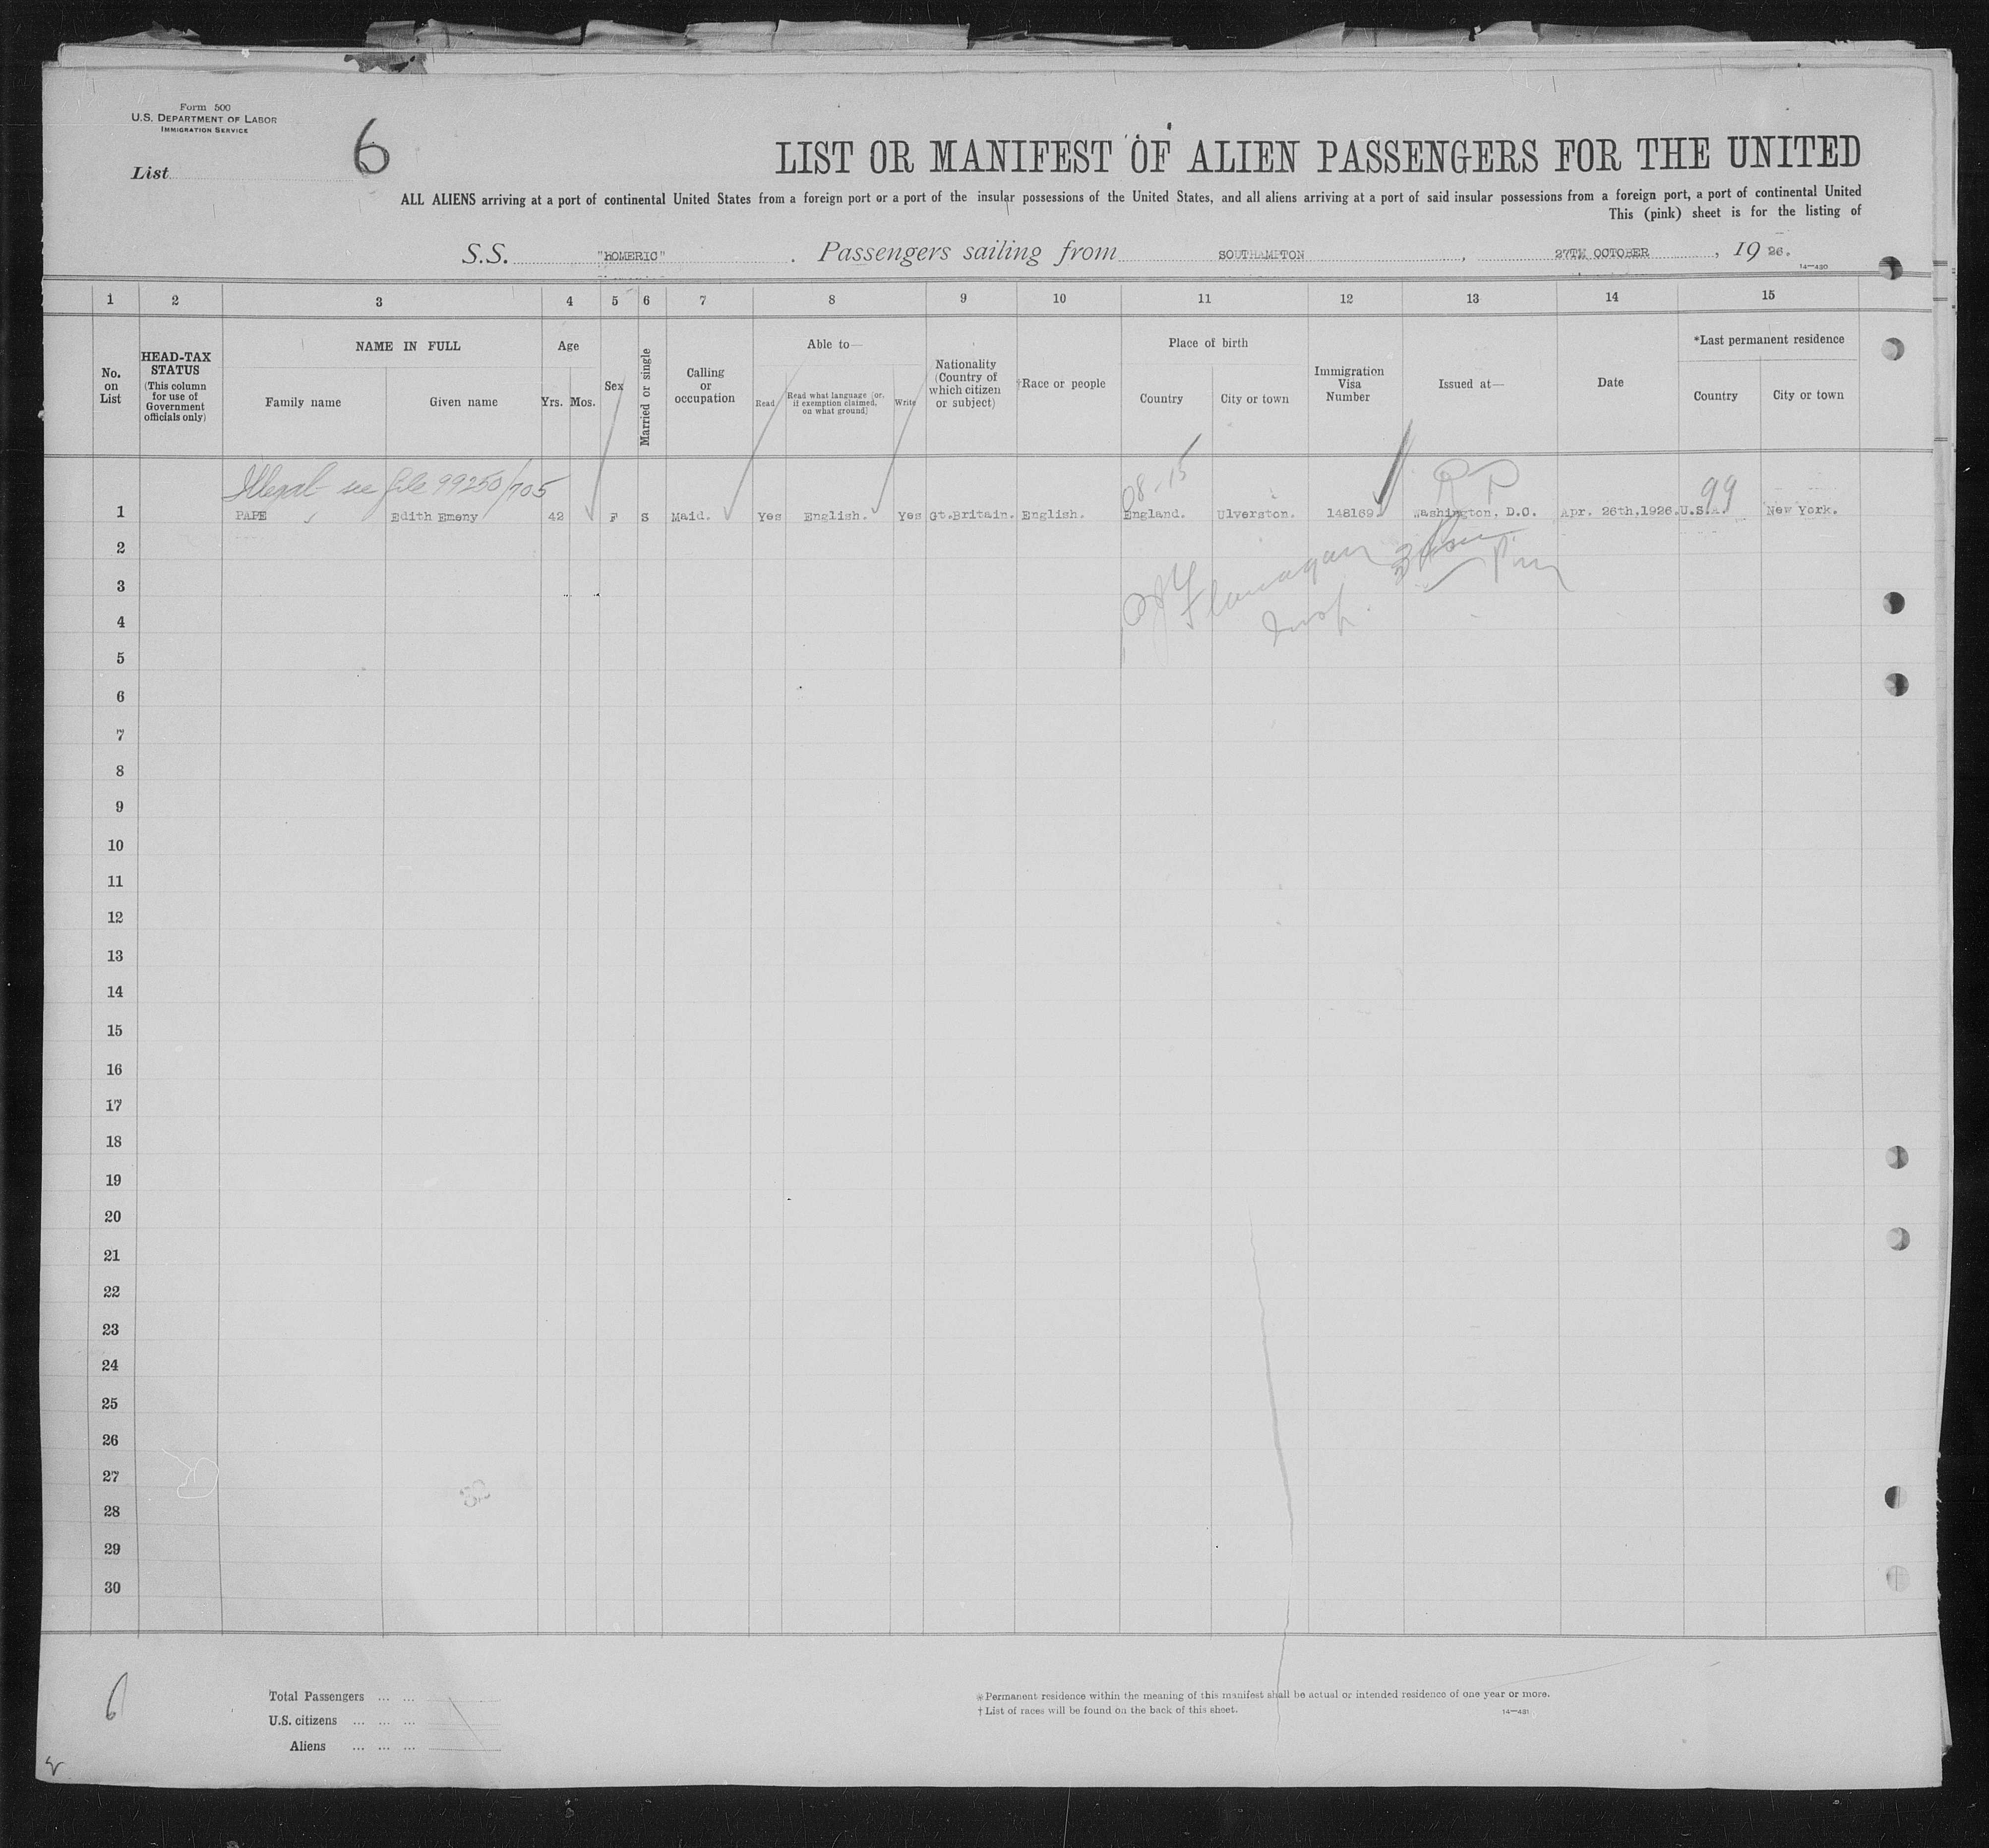 Form 500
U.S. DEPARTMENT OF LABOR
IMMIGRATION SERVICE
List 6
LIST OR MANIFEST OF ALIEN PASSENGERS FOR THE UNITED
ALL ALIENS arriving at a port of continental United States from a foreign port or a port of the insular possessions of the United States, and all aliens arriving at a port of said insular possessions from a foreign port, a port of continental United
This (pink) sheet is for the listing of
S.S. "HOMERIC". Passengers sailing from SOUTHAMPTON, 27TH OCTOBER, 19 26.
14—430
1 2 3 4 5 6 7 8 9 10 11 12 13 14 15
No. on List
HEAD-TAX STATUS (This column for use of Government officials only)
NAME IN FULL
Family name Given name
Age
Yrs. Mos.
Sex
Married or single
Calling or occupation
Able to—
Read Read what language (or, if exemption claimed, on what ground) Write
Nationality (Country of which citizen or subject)
†Race or people
Place of birth
Country City or town
Immigration Visa Number
Issued at—
Date
*Last permanent residence
Country City or town
Illegal see file 99250/705
08-15 RP 99
1 PAPE Edith Emeny 42 F S Maid. Yes English. Yes Gt.Britain. English. England. Ulverston. 148169. Washington, D.C. Apr. 26th.1926. U.S.A. New York.
2
3 Flanagan
4 Insp.
5
6
7
8
9
10
11
12
13
14
15
16
17
18
19
20
21
22
23
24
25
26
27
28
29
30
6
Total Passengers ... ...
U.S. citizens ... ... ...
Aliens ... ... ...
*Permanent residence within the meaning of this manifest shall be actual or intended residence of one year or more.
†List of races will be found on the back of this sheet.
14—431